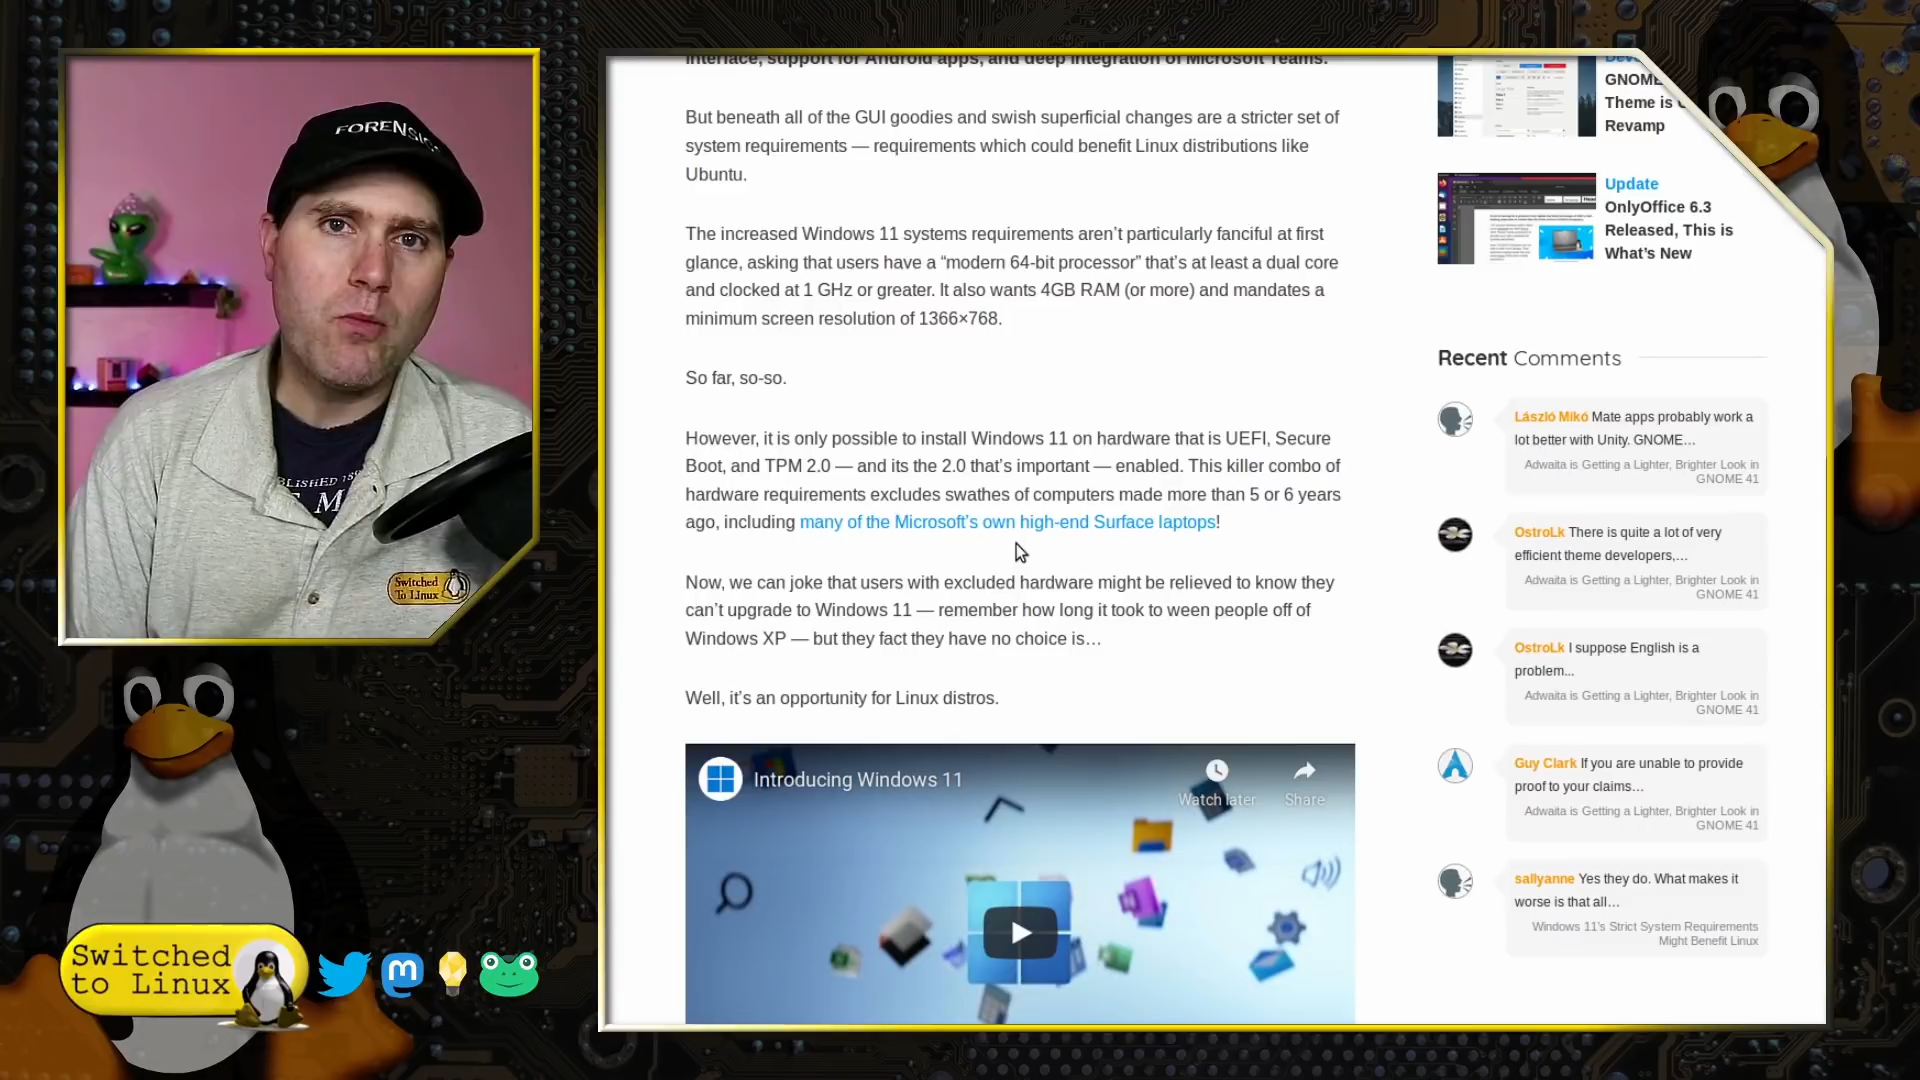 FORENSICS
Switched
To Linux
Switched
to Linux
interface, support for Android apps, and deep integration of Microsoft Teams.
But beneath all of the GUI goodies and swish superficial changes are a stricter set of
system requirements — requirements which could benefit Linux distributions like
Ubuntu.
The increased Windows 11 systems requirements aren’t particularly fanciful at first
glance, asking that users have a “modern 64-bit processor” that’s at least a dual core
and clocked at 1 GHz or greater. It also wants 4GB RAM (or more) and mandates a
minimum screen resolution of 1366×768.
So far, so-so.
However, it is only possible to install Windows 11 on hardware that is UEFI, Secure
Boot, and TPM 2.0 — and its the 2.0 that’s important — enabled. This killer combo of
hardware requirements excludes swathes of computers made more than 5 or 6 years
ago, including many of the Microsoft’s own high-end Surface laptops!
Now, we can joke that users with excluded hardware might be relieved to know they
can’t upgrade to Windows 11 — remember how long it took to ween people off of
Windows XP — but they fact they have no choice is…
Well, it’s an opportunity for Linux distros.
Introducing Windows 11
Watch later
Share
GNOME
Theme is
Revamp
Update
OnlyOffice 6.3
Released, This is
What’s New
Recent Comments
László Mikó Mate apps probably work a
lot better with Unity. GNOME…
Adwaita is Getting a Lighter, Brighter Look in
GNOME 41
OstroLk There is quite a lot of very
efficient theme developers,…
Adwaita is Getting a Lighter, Brighter Look in
GNOME 41
OstroLk I suppose English is a
problem...
Adwaita is Getting a Lighter, Brighter Look in
GNOME 41
Guy Clark If you are unable to provide
proof to your claims…
Adwaita is Getting a Lighter, Brighter Look in
GNOME 41
sallyanne Yes they do. What makes it
worse is that all…
Windows 11’s Strict System Requirements
Might Benefit Linux